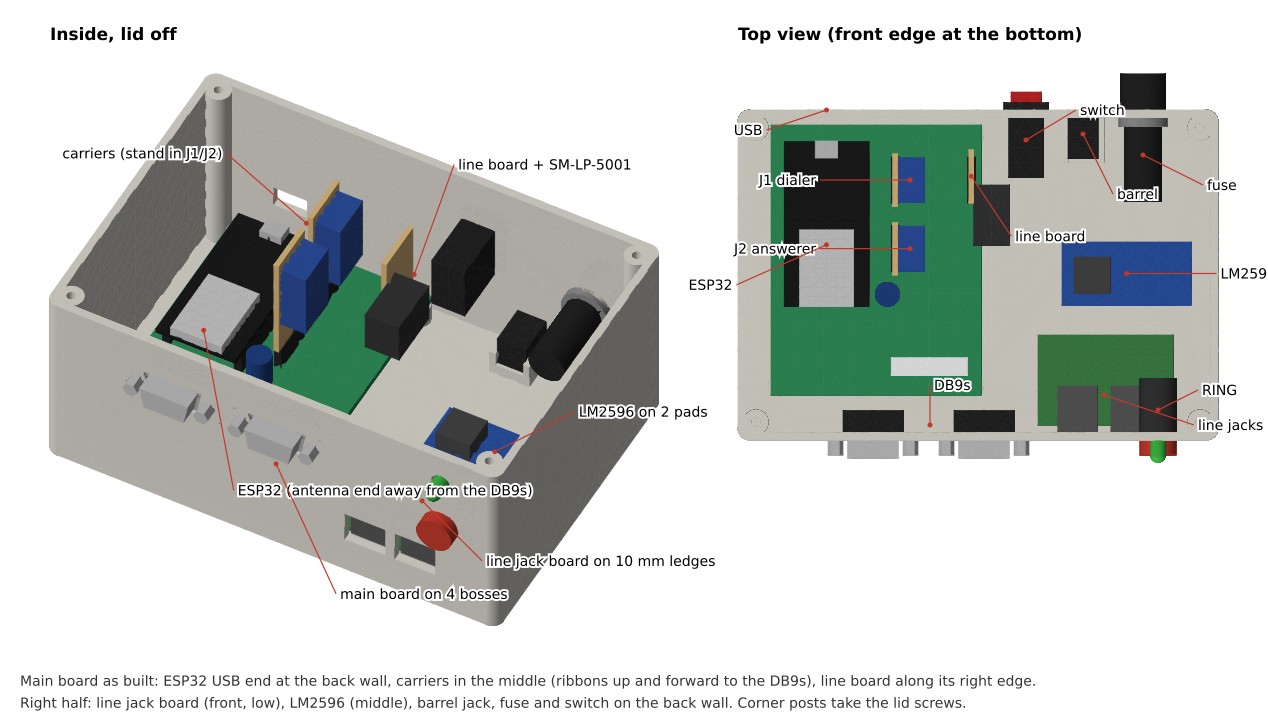 Inside, lid off
Top view (front edge at the bottom)
carriers (stand in J1/J2)
line board + SM-LP-5001
LM2596 on 2 pads
ESP32 (antenna end away from the DB9s)
line jack board on 10 mm ledges
main board on 4 bosses
switch
USB
J1 dialer
fuse
barrel
line board
J2 answerer
LM259
ESP32
DB9s
RING
line jacks
Main board as built: ESP32 USB end at the back wall, carriers in the middle (ribbons up and forward to the DB9s), line board along its right edge.
Right half: line jack board (front, low), LM2596 (middle), barrel jack, fuse and switch on the back wall. Corner posts take the lid screws.